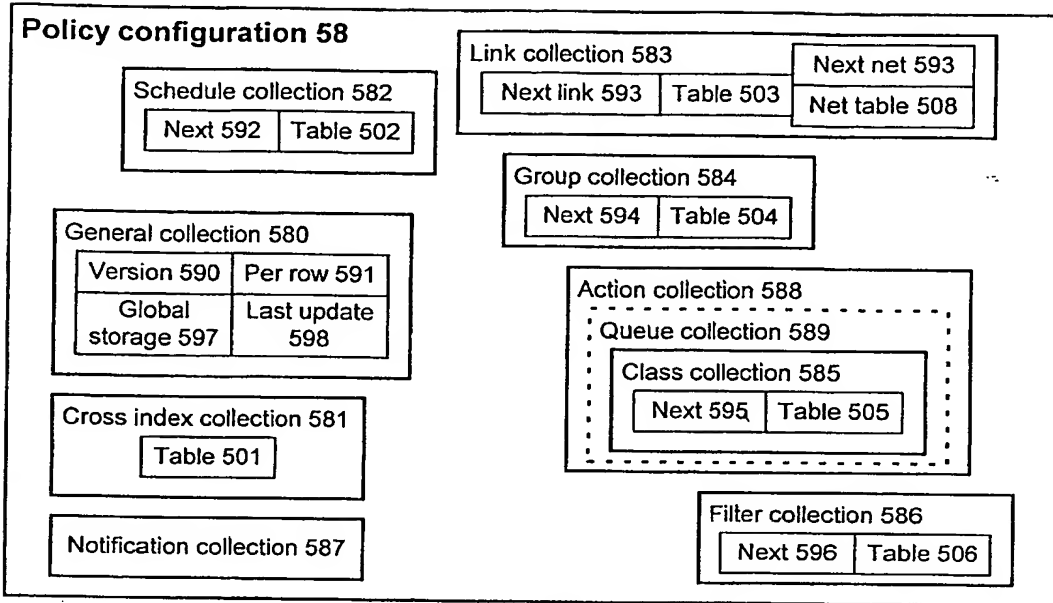 Policy configuration 58
Schedule collection 582
Next 592 Table 502
Link collection 583
Next link 593 Table 503
Next net 593
Net table 508
Group collection 584
Next 594 Table 504
General collection 580
Version 590 Per row 591
Global storage 597
Last update 598
Action collection 588
Queue collection 589
Class collection 585
Next 595 Table 505
Cross index collection 581
Table 501
Notification collection 587
Filter collection 586
Next 596 Table 506